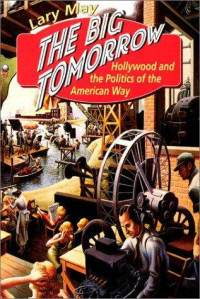 Lary May
THE BIG
TOMORROW
Hollywood and
the Politics of the
American Way